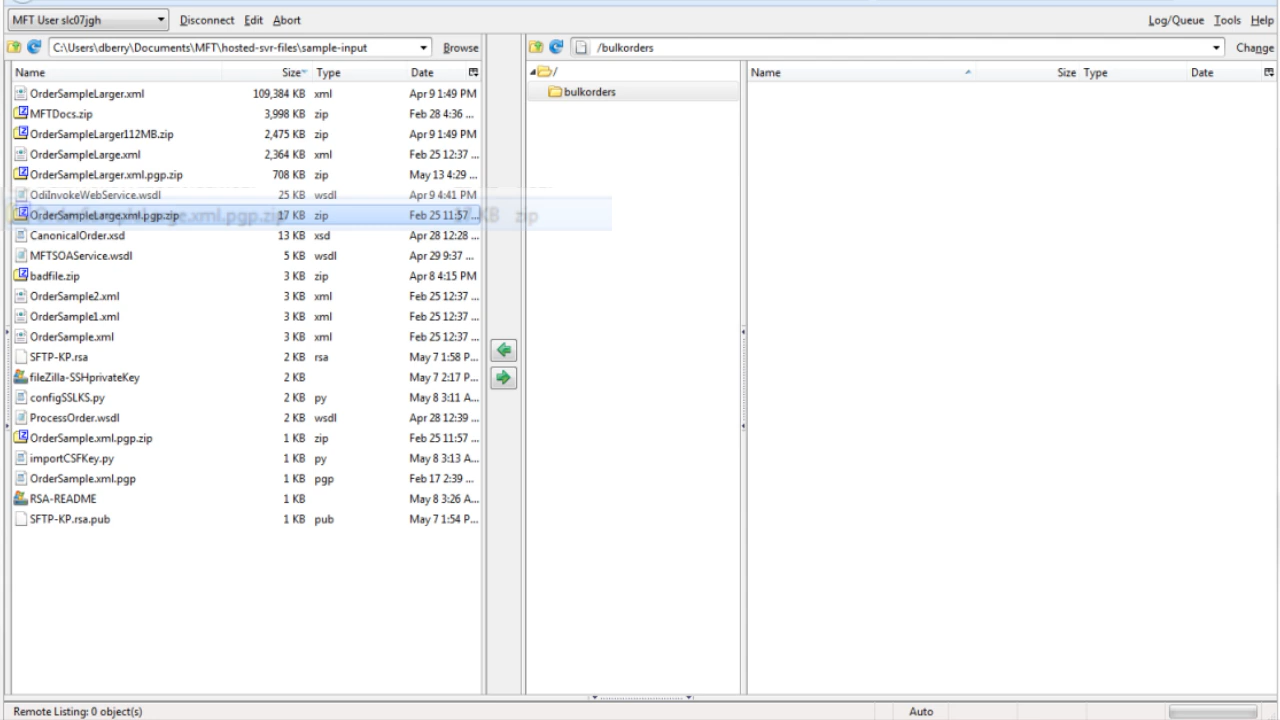 MFT User slc07jgh Disconnect Edit Abort Log/Queue Tools Help
C:\Users\dberry\Documents\MFT\hosted-svr-files\sample-input Browse /bulkorders Change
Name Size Type Date / Name Size Type Date
OrderSampleLarger.xml 109,384 KB xml Apr 9 1:49 PM bulkorders
MFTDocs.zip 3,998 KB zip Feb 28 4:36 ...
OrderSampleLarger112MB.zip 2,475 KB zip Apr 9 1:49 PM
OrderSampleLarge.xml 2,364 KB xml Feb 25 12:37 ...
OrderSampleLarger.xml.pgp.zip 708 KB zip May 13 4:29 ...
OdiInvokeWebService.wsdl 25 KB wsdl Apr 9 4:41 PM
OrderSampleLarge.xml.pgp.zip 17 KB zip Feb 25 11:57 ...
CanonicalOrder.xsd 13 KB xsd Apr 28 12:28 ...
MFTSOAService.wsdl 5 KB wsdl Apr 29 9:37 ...
badfile.zip 3 KB zip Apr 8 4:15 PM
OrderSample2.xml 3 KB xml Feb 25 12:37 ...
OrderSample1.xml 3 KB xml Feb 25 12:37 ...
OrderSample.xml 3 KB xml Feb 25 12:37 ...
SFTP-KP.rsa 2 KB rsa May 7 1:58 P...
fileZilla-SSHprivateKey 2 KB May 7 2:17 P...
configSSLKS.py 2 KB py May 8 3:11 A...
ProcessOrder.wsdl 2 KB wsdl Apr 28 12:39 ...
OrderSample.xml.pgp.zip 1 KB zip Feb 25 11:57 ...
importCSFKey.py 1 KB py May 8 3:13 A...
OrderSample.xml.pgp 1 KB pgp Feb 17 2:39 ...
RSA-README 1 KB May 8 3:26 A...
SFTP-KP.rsa.pub 1 KB pub May 7 1:54 P...
Remote Listing: 0 object(s) Auto